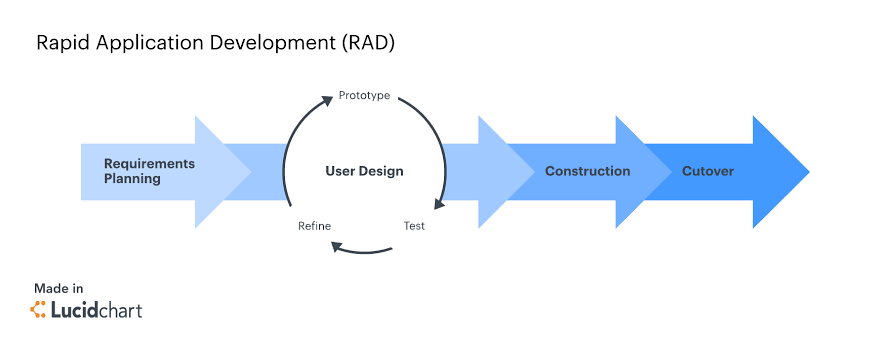 Rapid Application Development (RAD)
Prototype
Requirements
Planning
User Design
Construction
Cutover
Refine
Test
Made in
Lucidchart